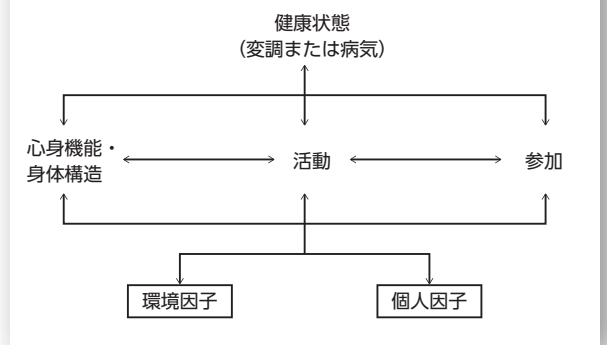 健康状態
（変調または病気）
心身機能・
身体構造
活動
参加
環境因子
個人因子